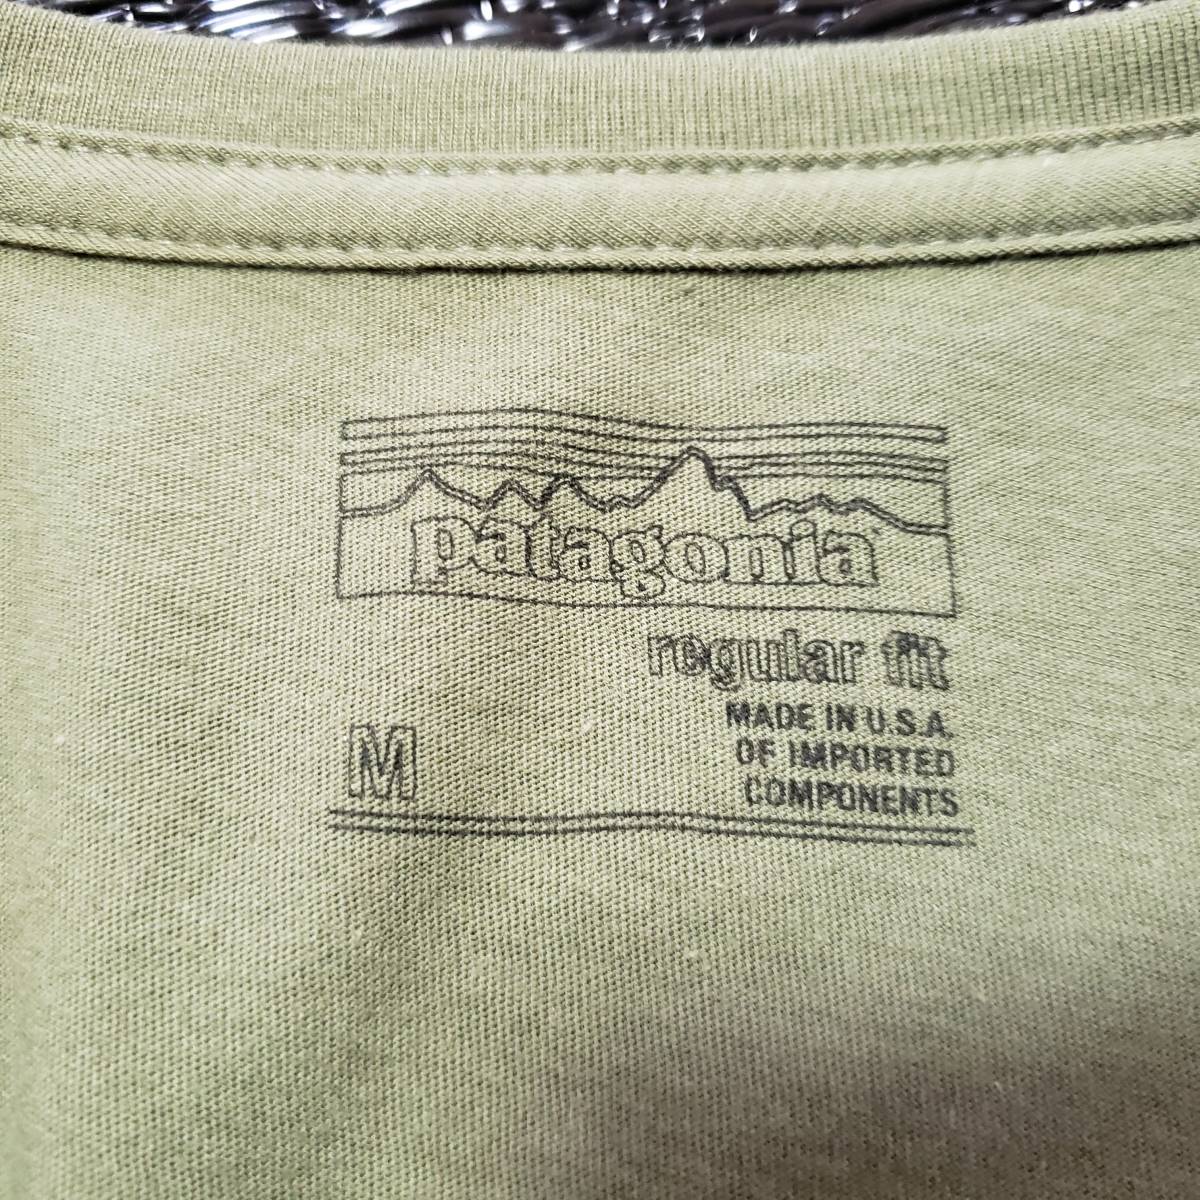 patagonia
regular fit
MADE IN U.S.A.
OF IMPORTED
COMPONENTS
M